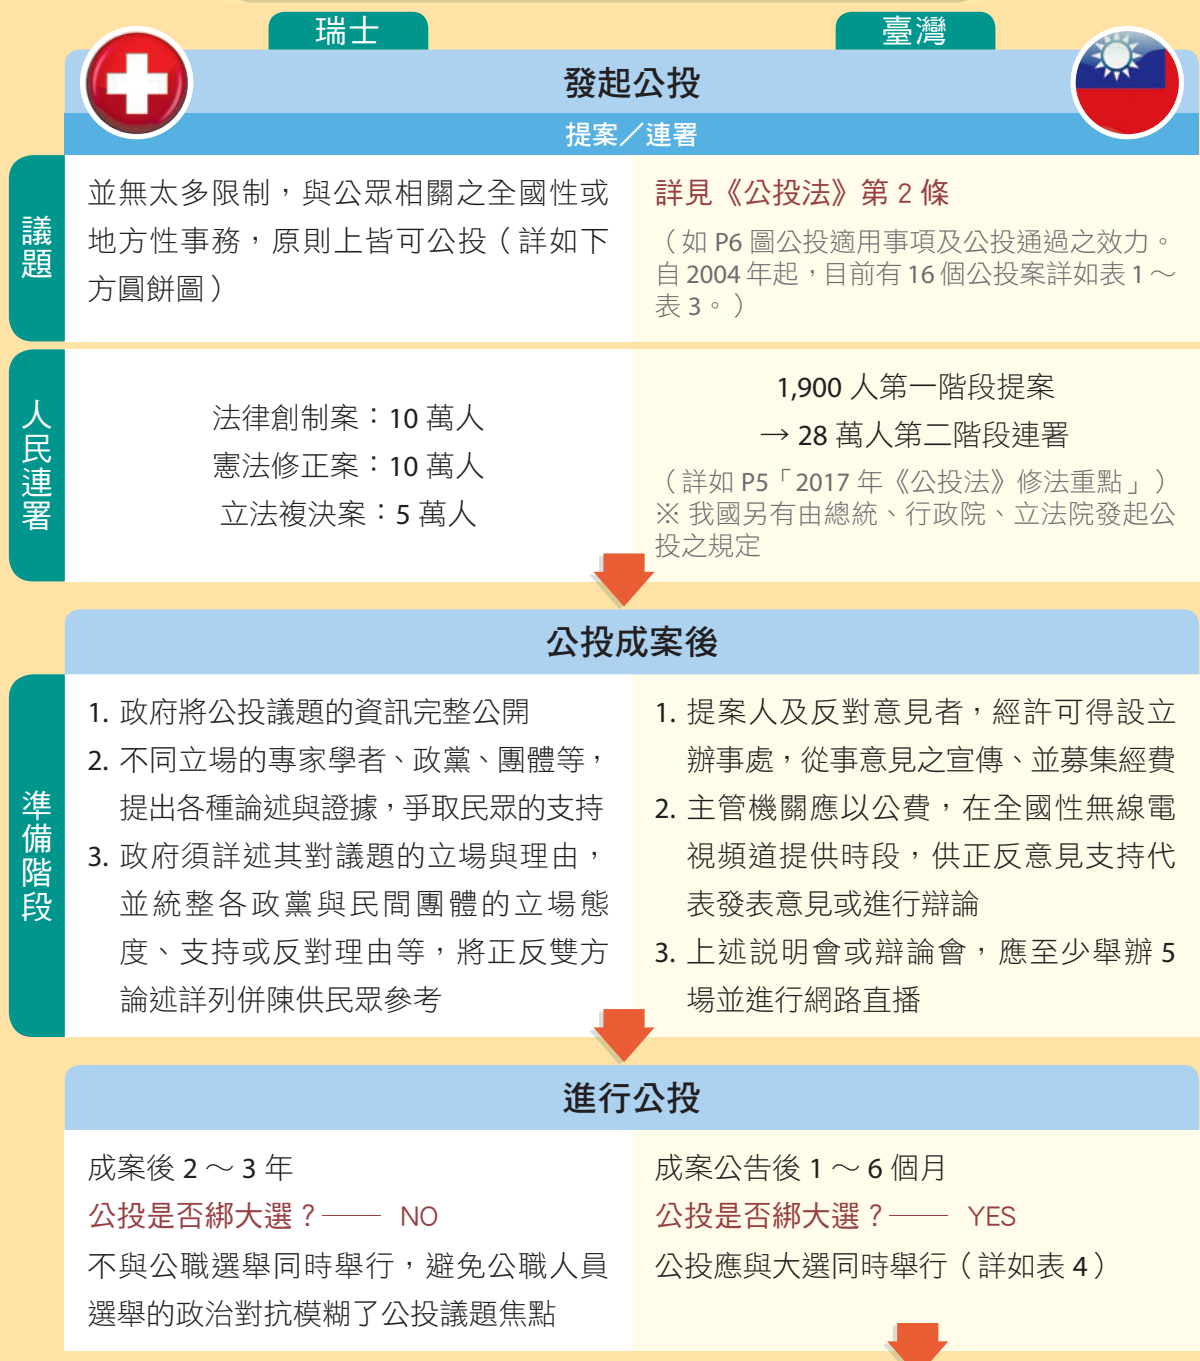 瑞士
臺灣
發起公投
提案／連署
議題
並無太多限制，與公眾相關之全國性或
地方性事務，原則上皆可公投（詳如下
方圓餅圖）
詳見《公投法》第 2 條
（如 P6 圖公投適用事項及公投通過之效力。
自 2004 年起，目前有 16 個公投案詳如表 1～
表 3。）
人民連署
法律創制案：10 萬人
憲法修正案：10 萬人
立法複決案：5 萬人
1,900 人第一階段提案
→ 28 萬人第二階段連署
（詳如 P5「2017 年《公投法》修法重點」）
※ 我國另有由總統、行政院、立法院發起公
投之規定
公投成案後
準備階段
1. 政府將公投議題的資訊完整公開
2. 不同立場的專家學者、政黨、團體等，
提出各種論述與證據，爭取民眾的支持
3. 政府須詳述其對議題的立場與理由，
並統整各政黨與民間團體的立場態
度、支持或反對理由等，將正反雙方
論述詳列併陳供民眾參考
1. 提案人及反對意見者，經許可得設立
辦事處，從事意見之宣傳、並募集經費
2. 主管機關應以公費，在全國性無線電
視頻道提供時段，供正反意見支持代
表發表意見或進行辯論
3. 上述說明會或辯論會，應至少舉辦 5
場並進行網路直播
進行公投
成案後 2～3 年
公投是否綁大選？—— NO
不與公職選舉同時舉行，避免公職人員
選舉的政治對抗模糊了公投議題焦點
成案公告後 1～6 個月
公投是否綁大選？—— YES
公投應與大選同時舉行（詳如表 4）